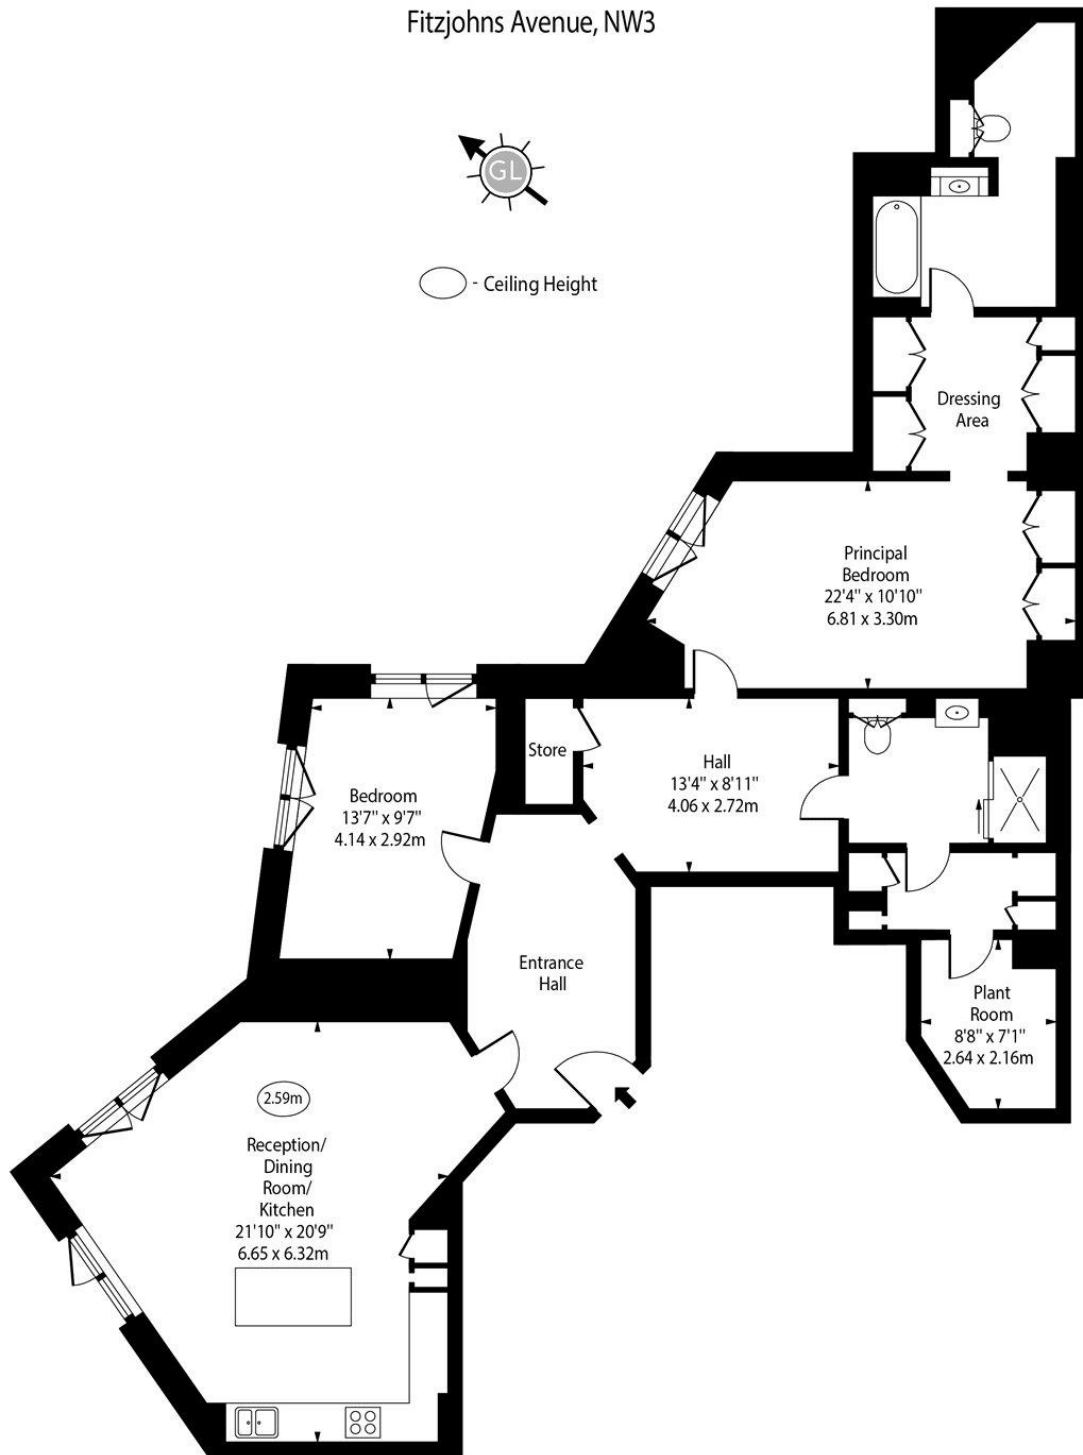 Fitzjohns Avenue, NW3
GL
- Ceiling Height
Dressing
Area
Principal
Bedroom
22'4" x 10'10"
6.81 x 3.30m
Store
Hall
13'4" x 8'11"
4.06 x 2.72m
Bedroom
13'7" x 9'7"
4.14 x 2.92m
Entrance
Hall
Plant
Room
8'8" x 7'1"
2.64 x 2.16m
2.59m
Reception/
Dining
Room/
Kitchen
21'10" x 20'9"
6.65 x 6.32m